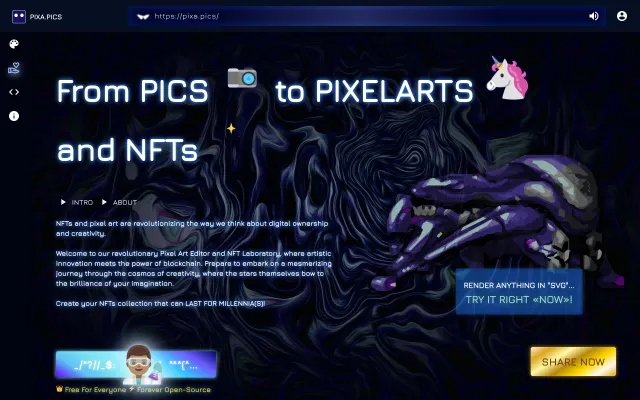 PIXA.PICS
https://pixa.pics/
From PICS to PIXELARTS
and NFTs
INTRO ABOUT
NFTs and pixel art are revolutionizing the way we think about digital ownership
and creativity.
Welcome to our revolutionary Pixel Art Editor and NFT Laboratory, where artistic
innovation meets the power of blockchain. Prepare to embark on a mesmerizing
journey through the cosmos of creativity, where the stars themselves bow to
the brilliance of your imagination.
Create your NFTs collection that can LAST FOR MILLENNIA(S)!
RENDER ANYTHING IN "SVG"...
TRY IT RIGHT «NOW»!
SHARE NOW
Free For Everyone ⚡ Forever Open-Source